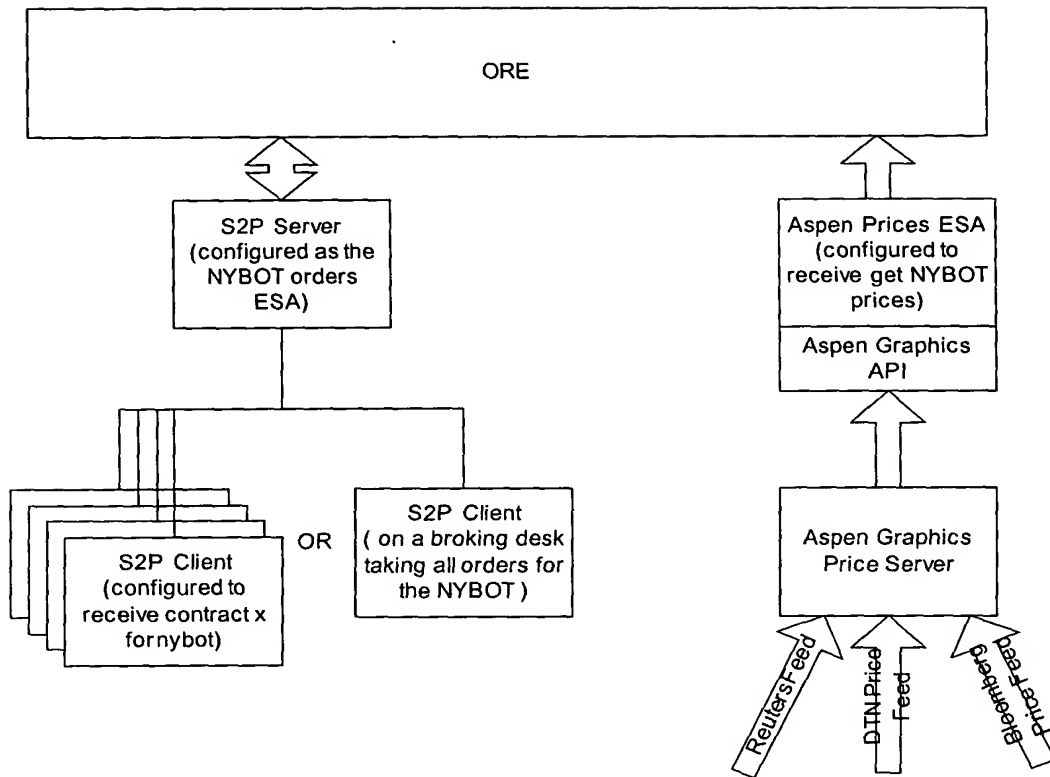 ORE
S2P Server
(configured as the
NYBOT orders
ESA)
Aspen Prices ESA
(configured to
receive get NYBOT
prices)
Aspen Graphics
API
S2P Client
(configured to
receive contract x
fornybot)
OR
S2P Client
( on a broking desk
taking all orders for
the NYBOT )
Aspen Graphics
Price Server
ReutersFeed
DTN Price
Feed
Bloomberg
Price Feed